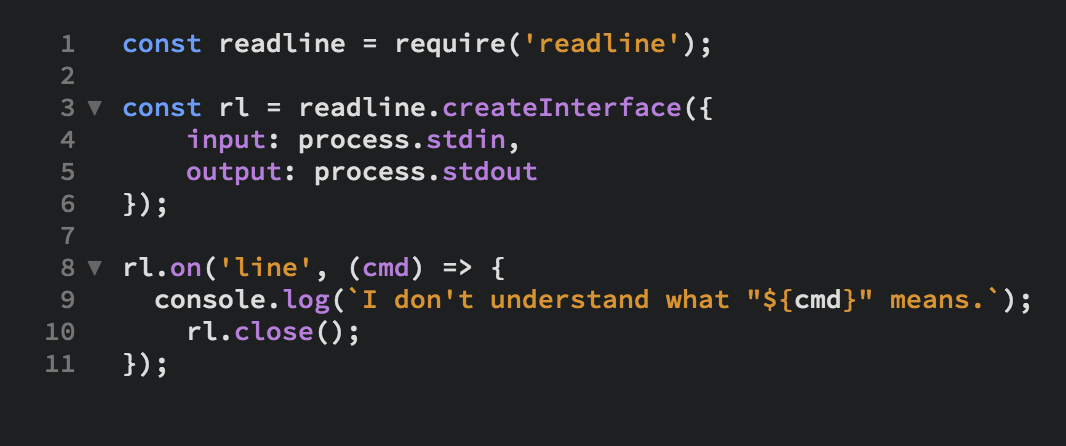 1 const readline = require('readline');
2
3 ▼ const rl = readline.createInterface({
4 input: process.stdin,
5 output: process.stdout
6 });
7
8 ▼ rl.on('line', (cmd) => {
9 console.log(`I don't understand what "${cmd}" means.`);
10 rl.close();
11 });